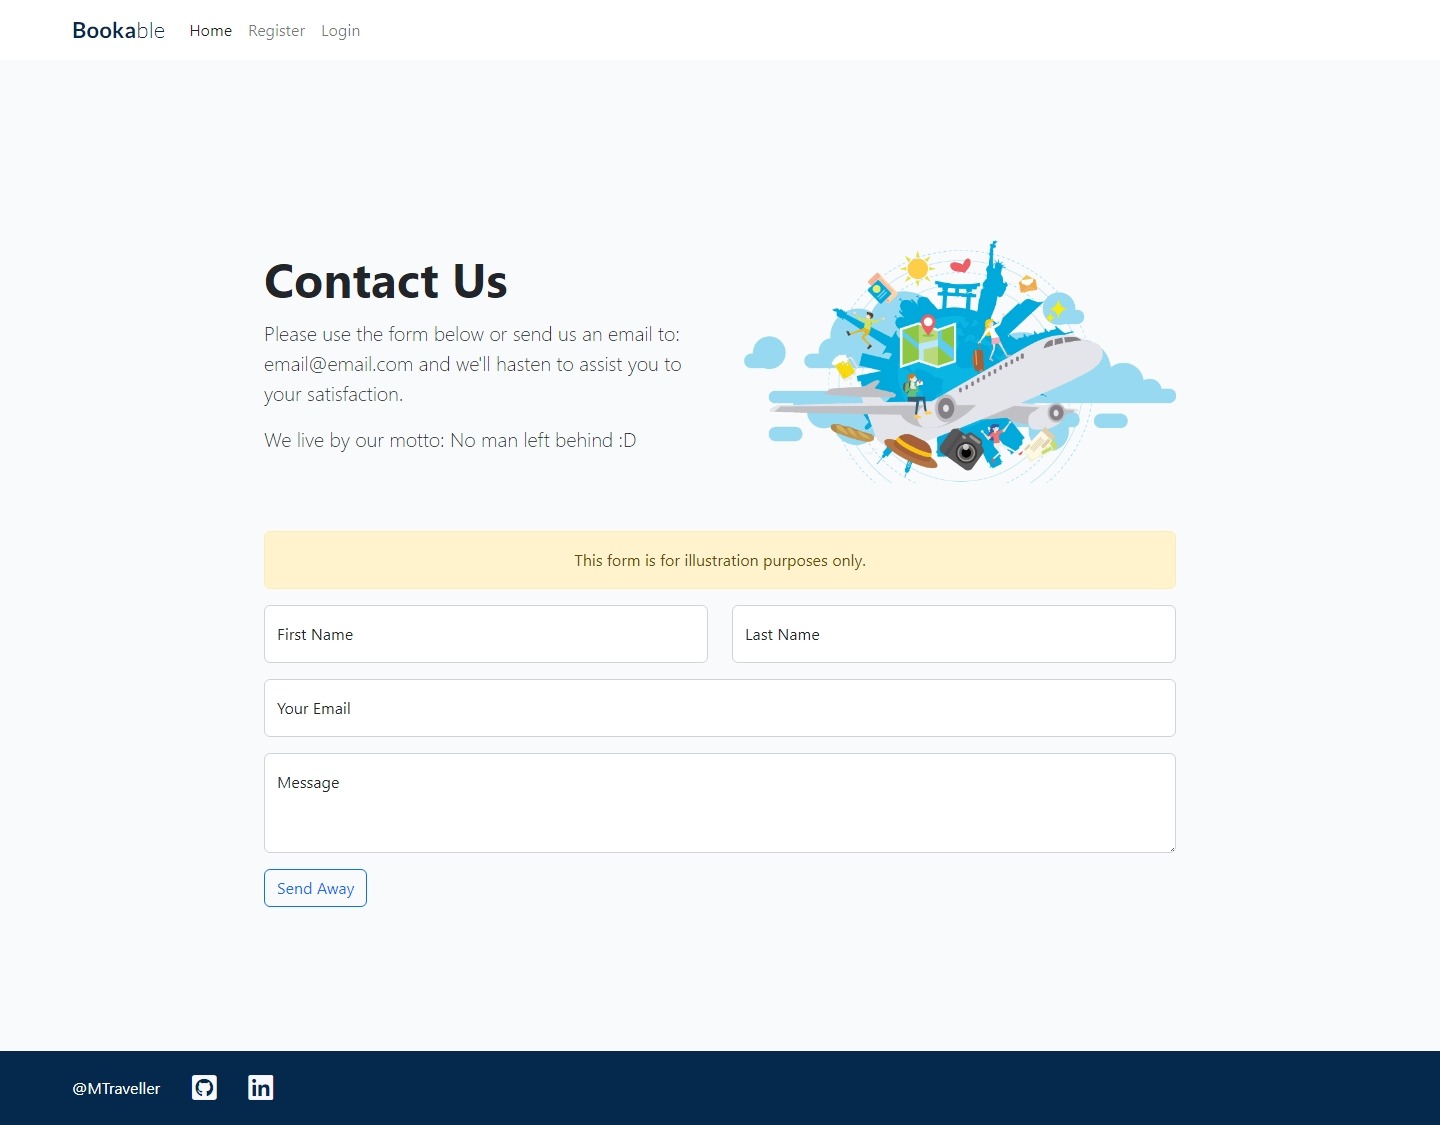 Bookable Home Register Login
Contact Us
Please use the form below or send us an email to:
email@email.com and we'll hasten to assist you to
your satisfaction.
We live by our motto: No man left behind :D
This form is for illustration purposes only.
First Name
Last Name
Your Email
Message
Send Away
@MTraveller in